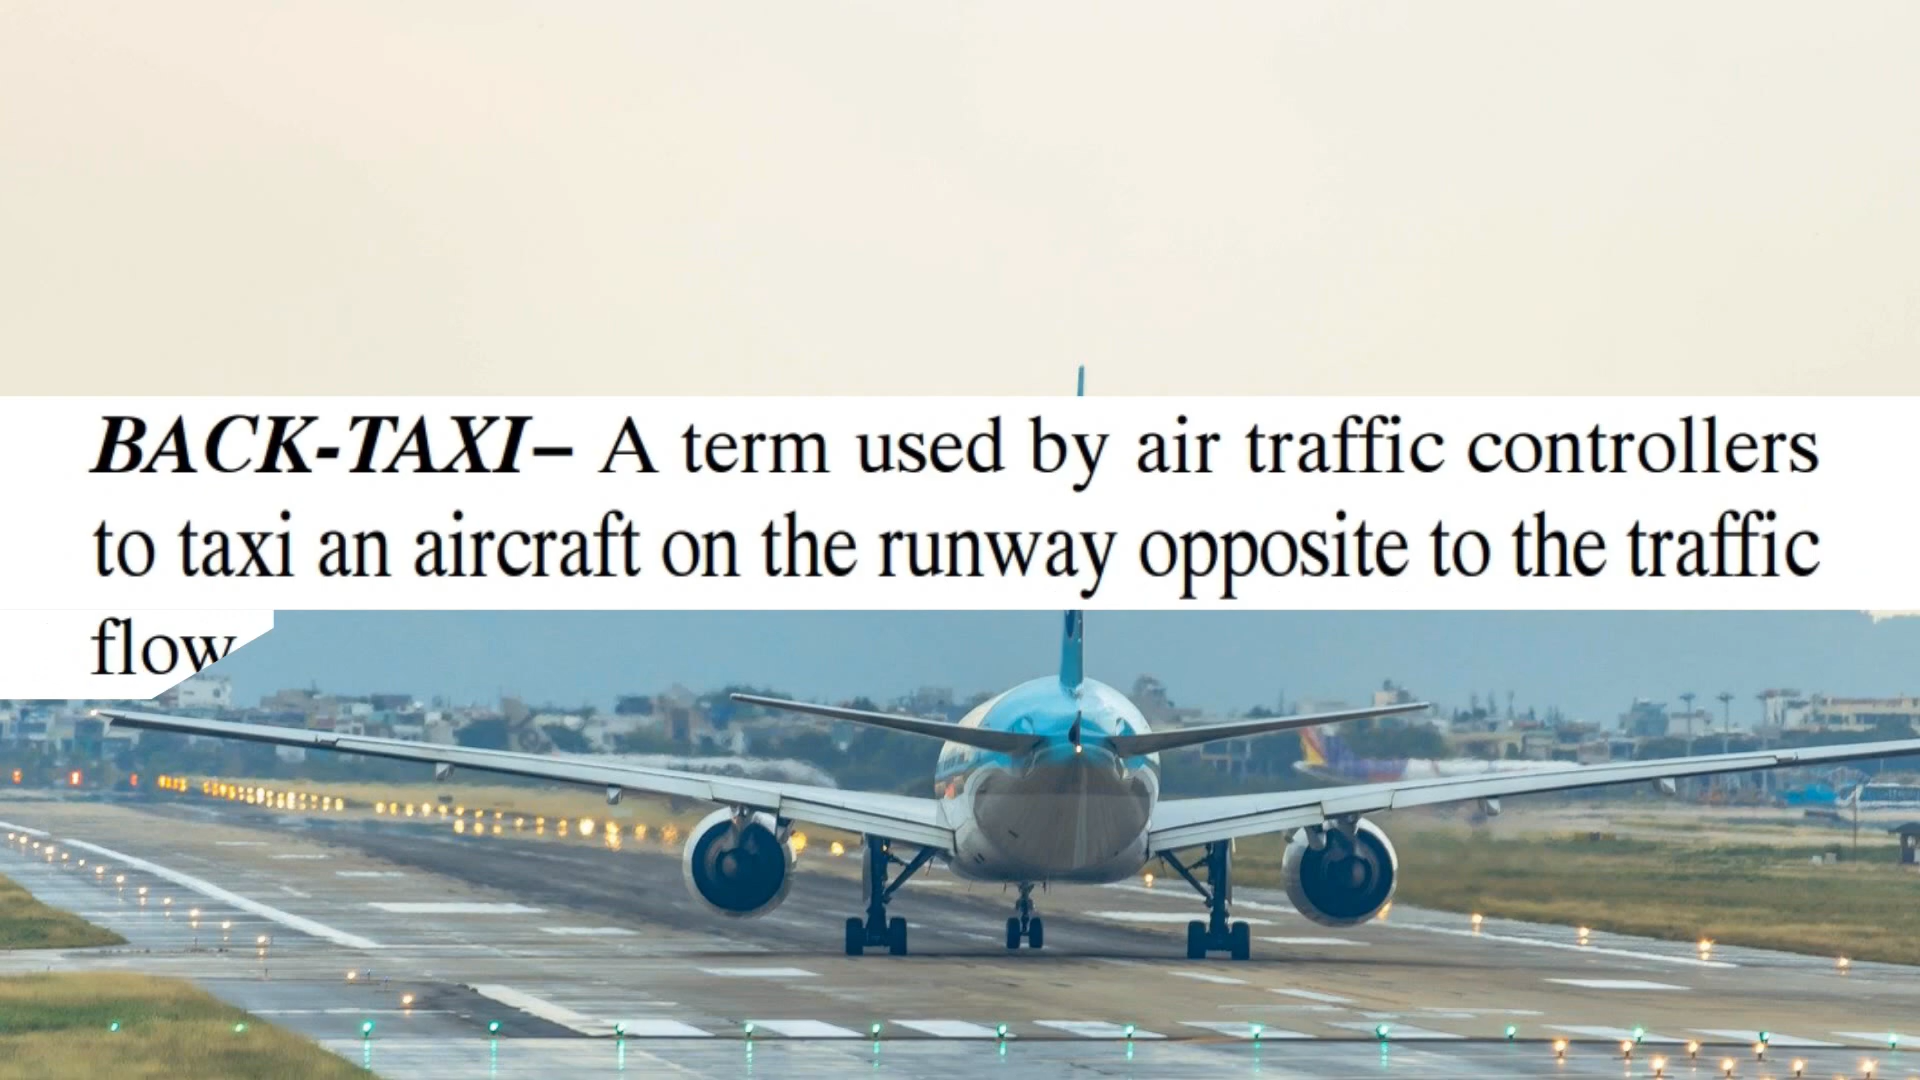 BACK-TAXI– A term used by air traffic controllers
to taxi an aircraft on the runway opposite to the traffic
flow